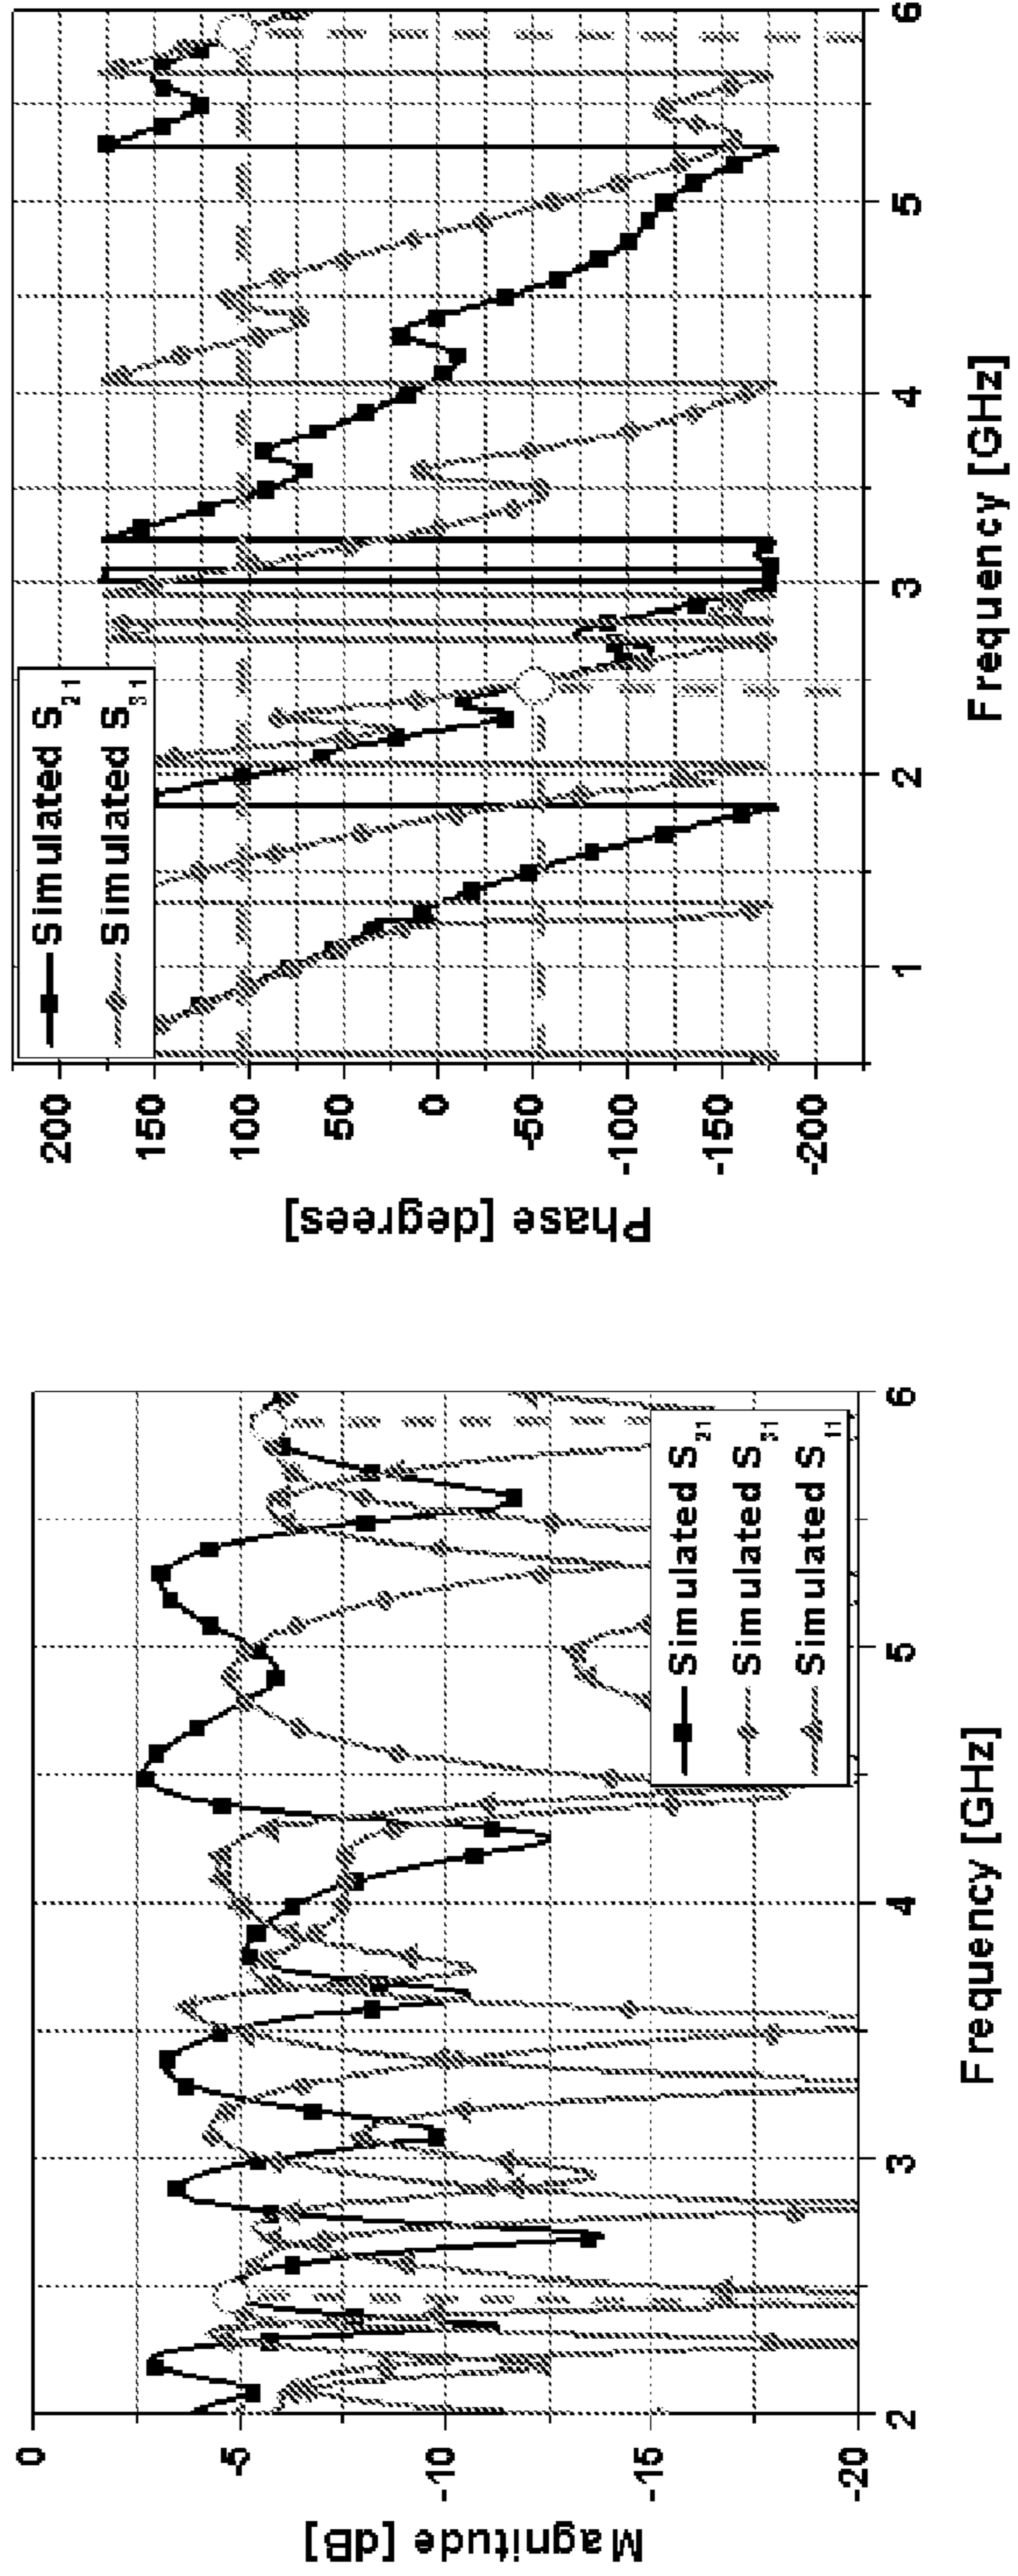 0
-5
-10
-15
-20
Magnitude [dB]
2
3
4
5
6
Frequency [GHz]
Simulated S21
Simulated S31
Simulated S11
200
150
100
50
0
-50
-100
-150
-200
Phase [degrees]
1
2
3
4
5
6
Frequency [GHz]
Simulated S21
Simulated S31